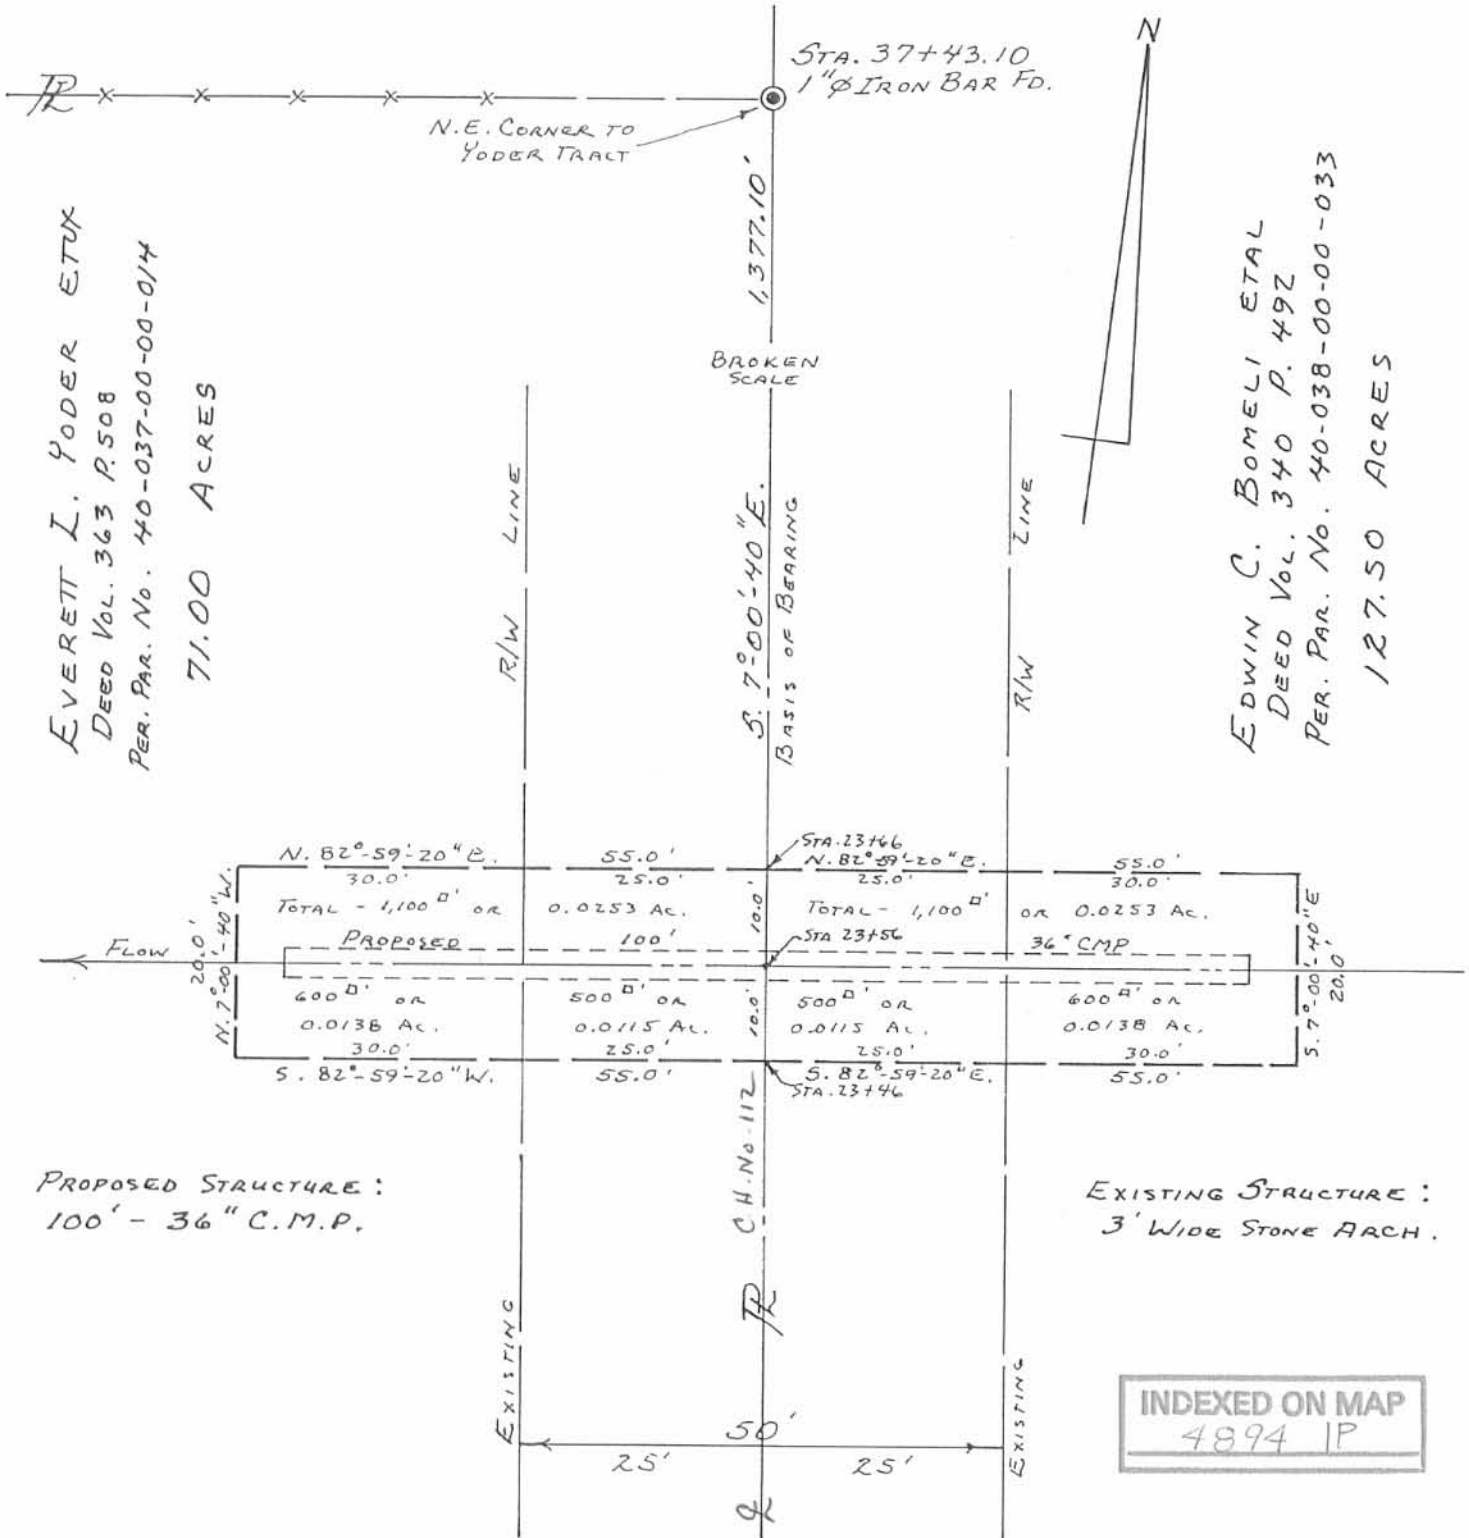 N
STA. 37+43.10
1"Ø IRON BAR FD.
PL
N.E. CORNER TO
YODER TRACT
1,377.10'
BROKEN
SCALE
EVERETT L. YODER ETUX
DEED VOL. 363 P. 508
PER. PAR. No. 40-037-00-00-014
71.00 ACRES
EDWIN C. BOMELI ETAL
DEED VOL. 340 P. 492
PER. PAR. No. 40-038-00-00-033
127.50 ACRES
R/W LINE
S. 7°-00'-40" E.
BASIS OF BEARING
R/W LINE
STA. 23+66
N. 82°-59'-20" E. 55.0' N. 82°-59'-20" E. 55.0'
30.0' 25.0' 25.0' 30.0'
TOTAL - 1,100 □' OR 0.0253 AC. 10.0' TOTAL - 1,100 □' OR 0.0253 AC.
20.0'
N. 7°-00'-40" W.
S. 7°-00'-40" E
20.0'
FLOW
PROPOSED 100' STA 23+56 36" CMP
600 □' OR 500 □' OR 10.0' 500 □' OR 600 □' OR
0.0138 AC. 0.0115 AC. 0.0115 AC. 0.0138 AC.
30.0' 25.0' 25.0' 30.0'
S. 82°-59'-20" W. 55.0' S. 82°-59'-20" E. 55.0'
STA. 23+46
C.H. No. 112
PROPOSED STRUCTURE:
100' - 36" C.M.P.
EXISTING STRUCTURE:
3' WIDE STONE ARCH.
PL
EXISTING
EXISTING
50'
25' 25'
CL
INDEXED ON MAP
4894 IP